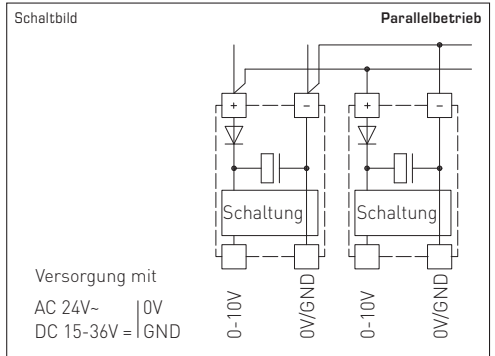 Schaltbild
Parallelbetrieb
+ - + -
Schaltung Schaltung
Versorgung mit
AC 24V~ | 0V
DC 15-36V = | GND
0-10V
0V/GND
0-10V
0V/GND